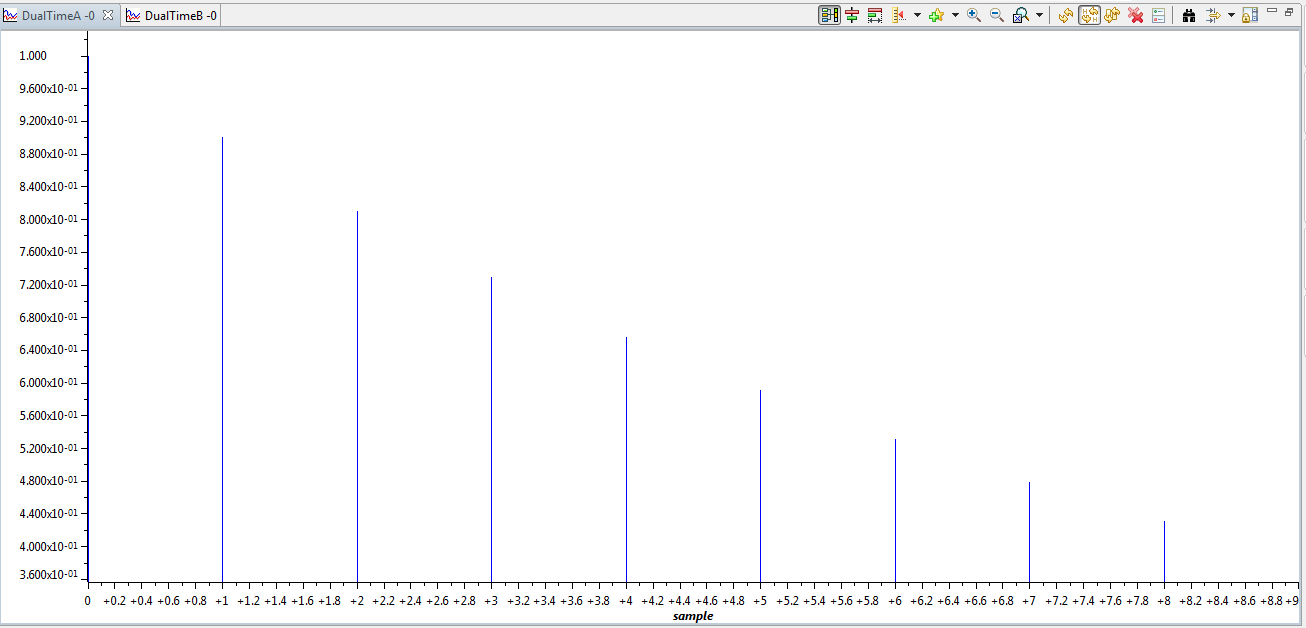 DualTimeA -0 DualTimeB -0
1.000
9.600x10-01
9.200x10-01
8.800x10-01
8.400x10-01
8.000x10-01
7.600x10-01
7.200x10-01
6.800x10-01
6.400x10-01
6.000x10-01
5.600x10-01
5.200x10-01
4.800x10-01
4.400x10-01
4.000x10-01
3.600x10-01
0 +0.2 +0.4 +0.6 +0.8 +1 +1.2 +1.4 +1.6 +1.8 +2 +2.2 +2.4 +2.6 +2.8 +3 +3.2 +3.4 +3.6 +3.8 +4 +4.2 +4.4 +4.6 +4.8 +5 +5.2 +5.4 +5.6 +5.8 +6 +6.2 +6.4 +6.6 +6.8 +7 +7.2 +7.4 +7.6 +7.8 +8 +8.2 +8.4 +8.6 +8.8 +9
sample